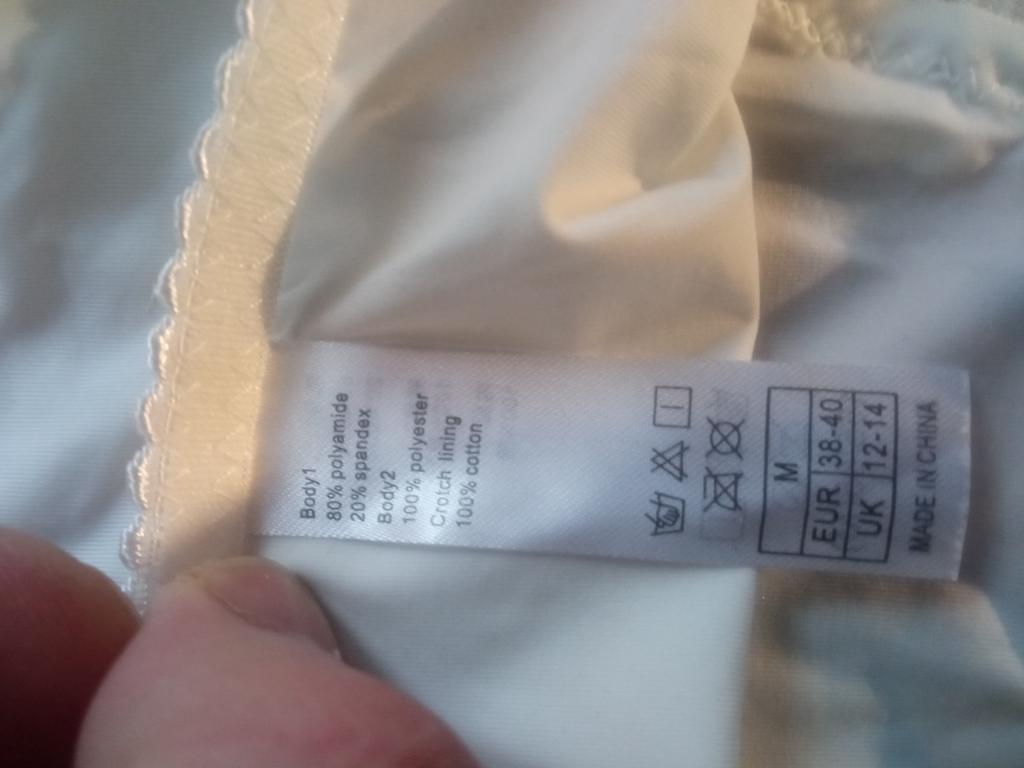 Body1
80% polyamide
20% spandex
Body2
100% polyester
Crotch lining
100% cotton
M
EUR 38-40
UK 12-14
MADE IN CHINA